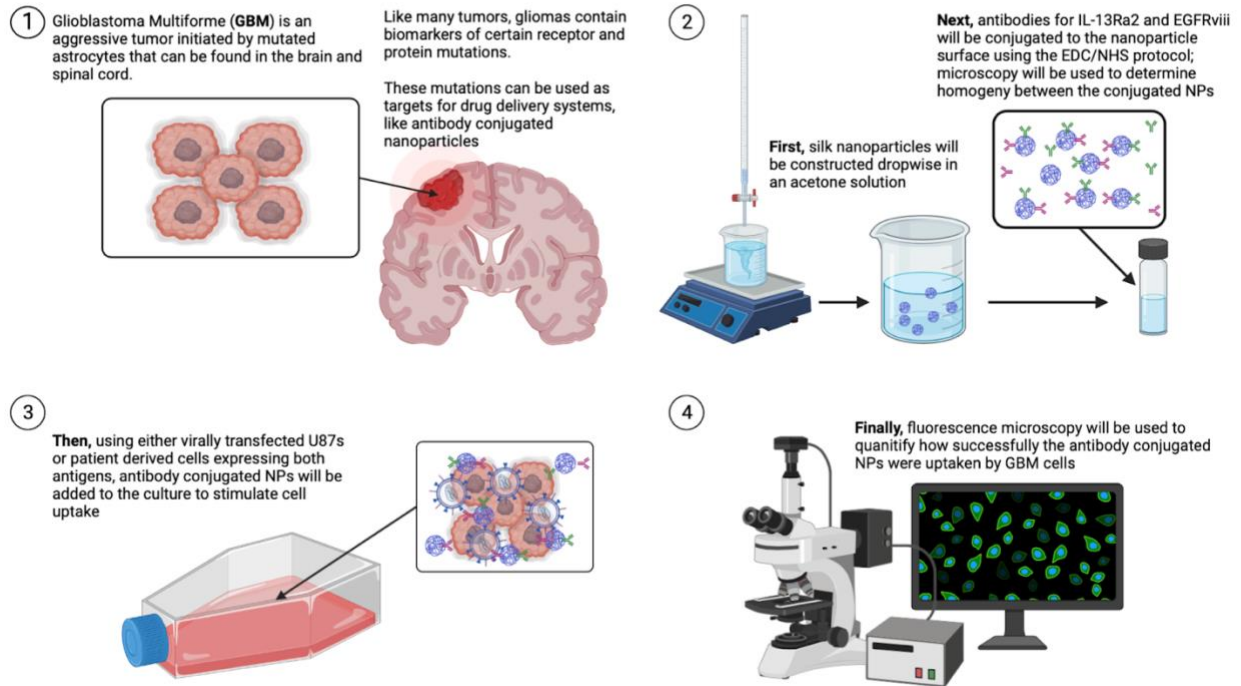 1
Glioblastoma Multiforme (GBM) is an
aggressive tumor initiated by mutated
astrocytes that can be found in the brain and
spinal cord.
Like many tumors, gliomas contain
biomarkers of certain receptor and
protein mutations.
These mutations can be used as
targets for drug delivery systems,
like antibody conjugated
nanoparticles
2
First, silk nanoparticles will
be constructed dropwise in
an acetone solution
Next, antibodies for IL-13Ra2 and EGFRviii
will be conjugated to the nanoparticle
surface using the EDC/NHS protocol;
microscopy will be used to determine
homogeny between the conjugated NPs
3
Then, using either virally transfected U87s
or patient derived cells expressing both
antigens, antibody conjugated NPs will be
added to the culture to stimulate cell
uptake
4
Finally, fluorescence microscopy will be used to
quanitify how successfully the antibody conjugated
NPs were uptaken by GBM cells